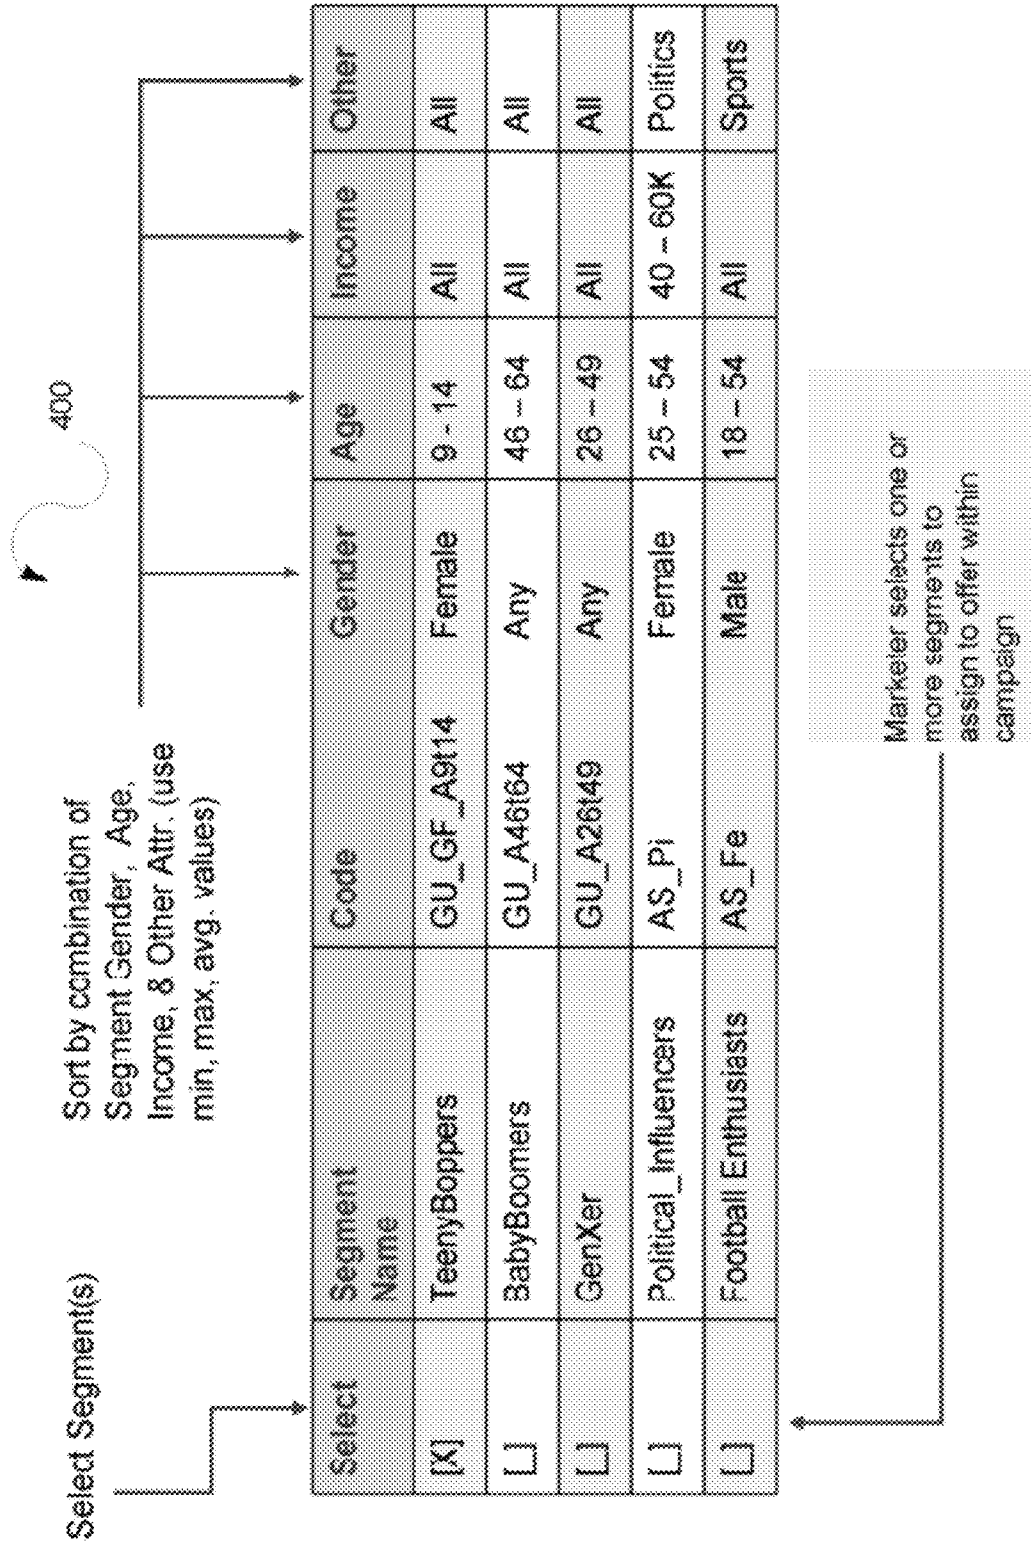 400
Select Segment(s)
Sort by combination of
Segment Gender, Age,
Income, & Other Attr. (use
min, max, avg. values)
Select Segment Name Code Gender Age Income Other
[X] TeenyBoppers GU_GF_A9t14 Female 9 - 14 All All
[_] BabyBoomers GU_A46t64 Any 46 – 64 All All
[_] GenXer GU_A26t49 Any 26 – 49 All All
[_] Political_Influencers AS_Pi Female 25 – 54 40 – 60K Politics
[_] Football Enthusiasts AS_Fe Male 18 – 54 All Sports
Marketer selects one or
more segments to
assign to offer within
campaign